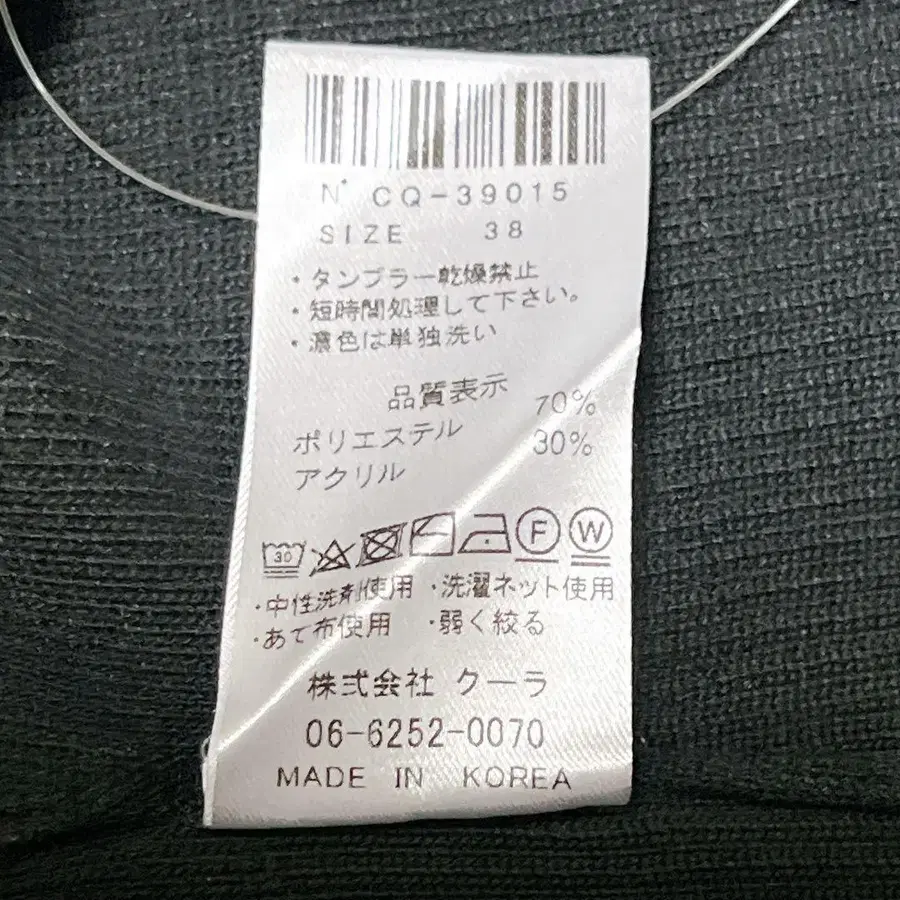 N° CQ-39015
SIZE 38
・タンブラー乾燥禁止
・短時間処理して下さい。
・濃色は単独洗い
品質表示
ポリエステル 70%
アクリル 30%
30 F W
・中性洗剤使用 ・洗濯ネット使用
・あて布使用 ・弱く絞る
株式会社 クーラ
06-6252-0070
MADE IN KOREA